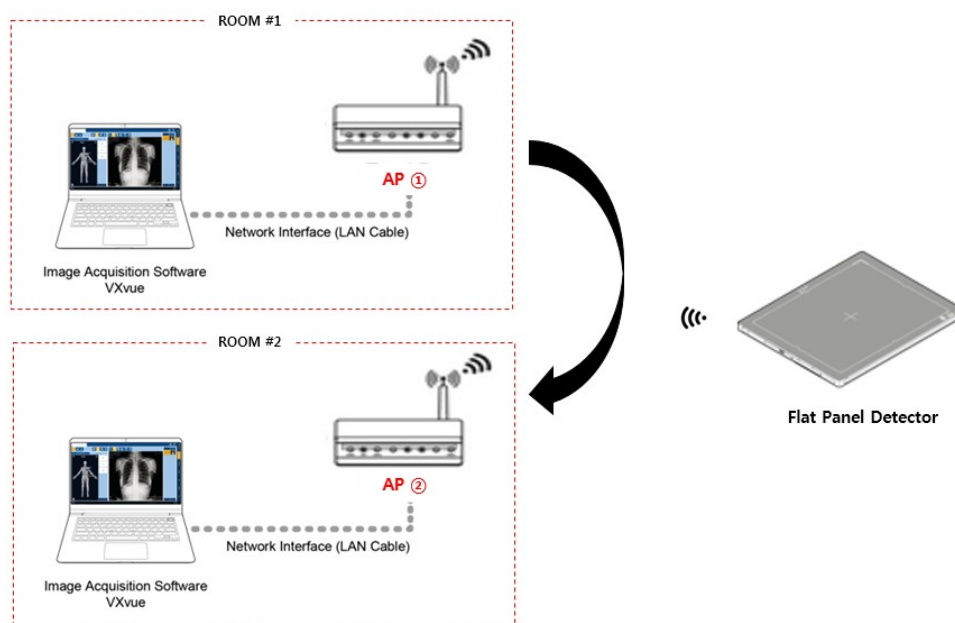 ROOM #1
AP ①
Network Interface (LAN Cable)
Image Acquisition Software
VXvue
ROOM #2
AP ②
Network Interface (LAN Cable)
Image Acquisition Software
VXvue
Flat Panel Detector